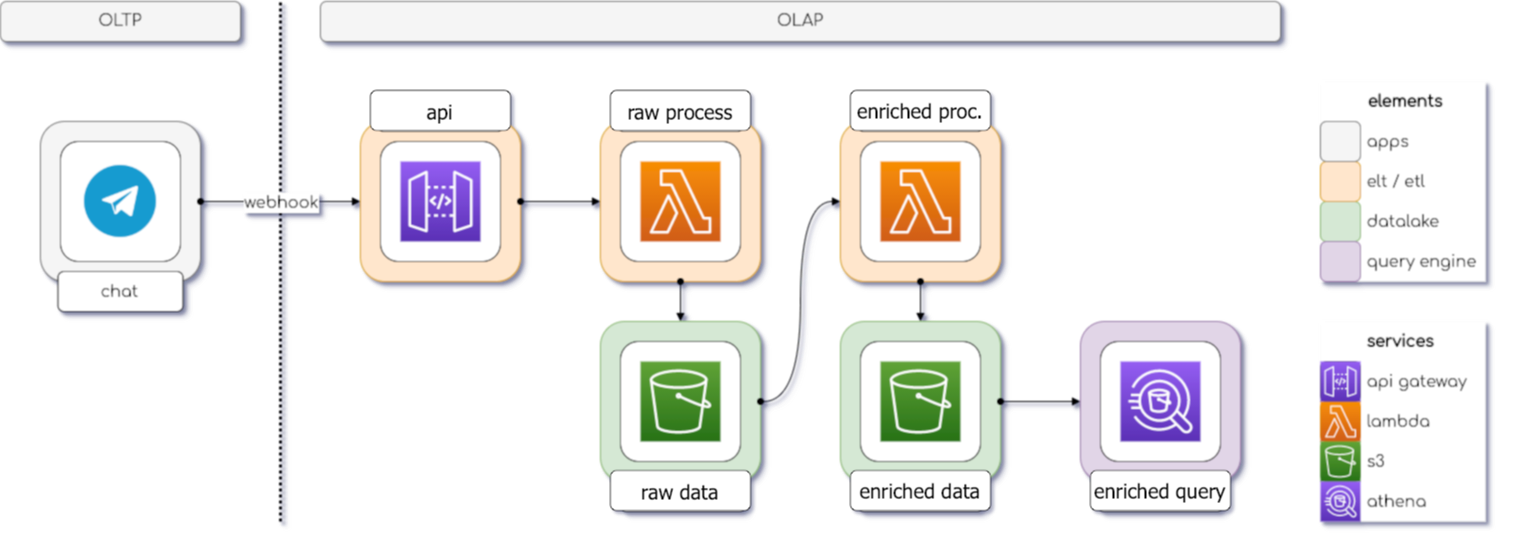 OLTP
OLAP
api
raw process
enriched proc.
webhook
chat
raw data
enriched data
enriched query
elements
apps
elt / etl
datalake
query engine
services
api gateway
lambda
s3
athena